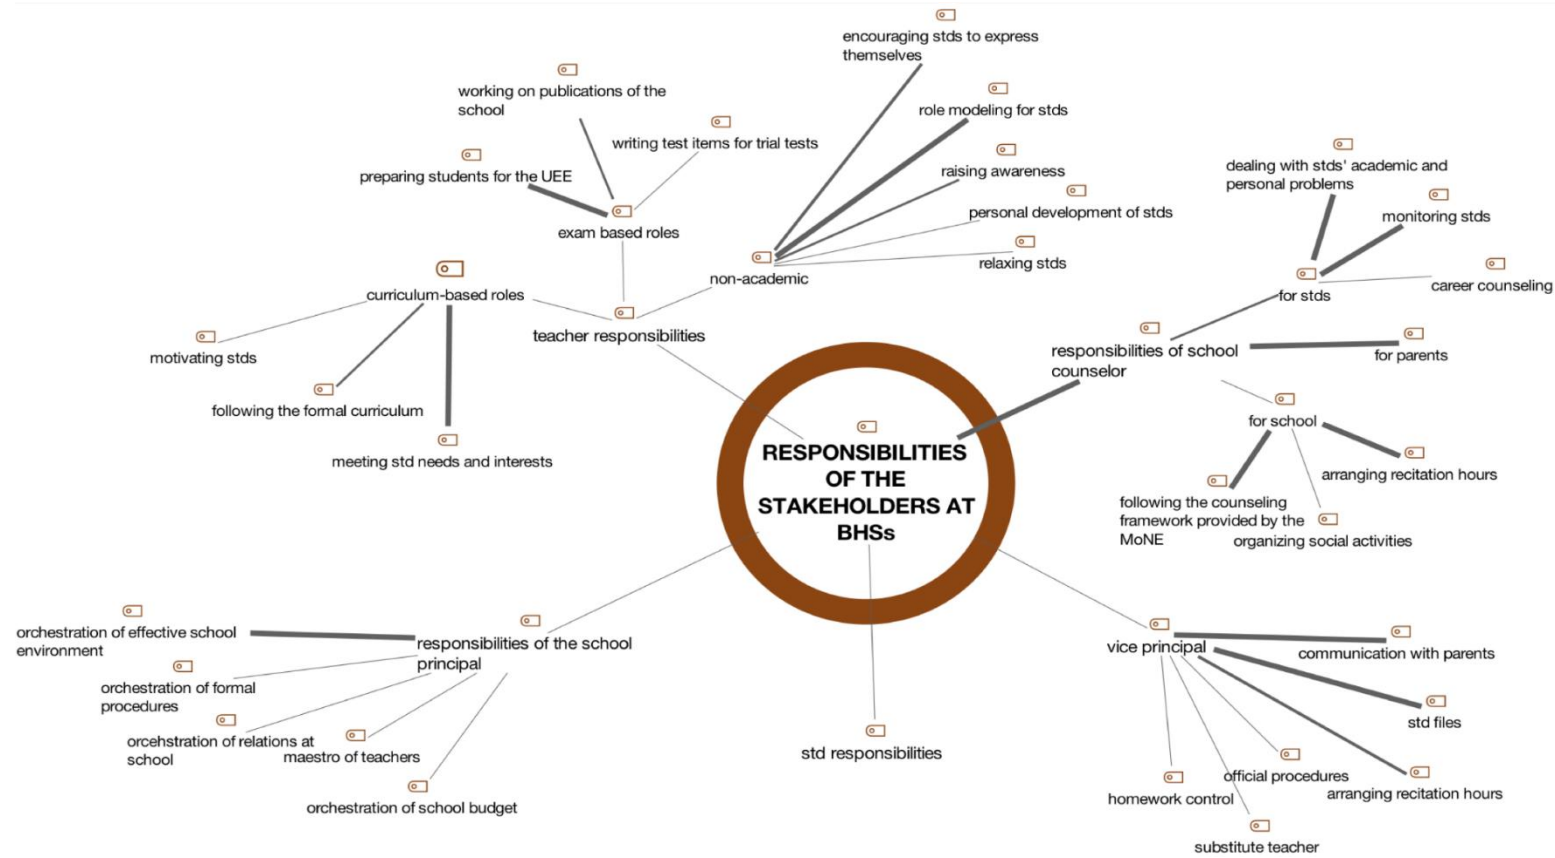 encouraging stds to express
themselves
working on publications of the
school
role modeling for stds
writing test items for trial tests
preparing students for the UEE
raising awareness
personal development of stds
exam based roles
relaxing stds
non-academic
curriculum-based roles
teacher responsibilities
motivating stds
following the formal curriculum
meeting std needs and interests
dealing with stds' academic and
personal problems
monitoring stds
career counseling
for stds
responsibilities of school
counselor
for parents
for school
arranging recitation hours
following the counseling
framework provided by the
MoNE
organizing social activities
RESPONSIBILITIES
OF THE
STAKEHOLDERS AT
BHSs
orchestration of effective school
environment
responsibilities of the school
principal
orchestration of formal
procedures
orcehstration of relations at
school
maestro of teachers
orchestration of school budget
std responsibilities
vice principal
communication with parents
std files
official procedures
arranging recitation hours
homework control
substitute teacher